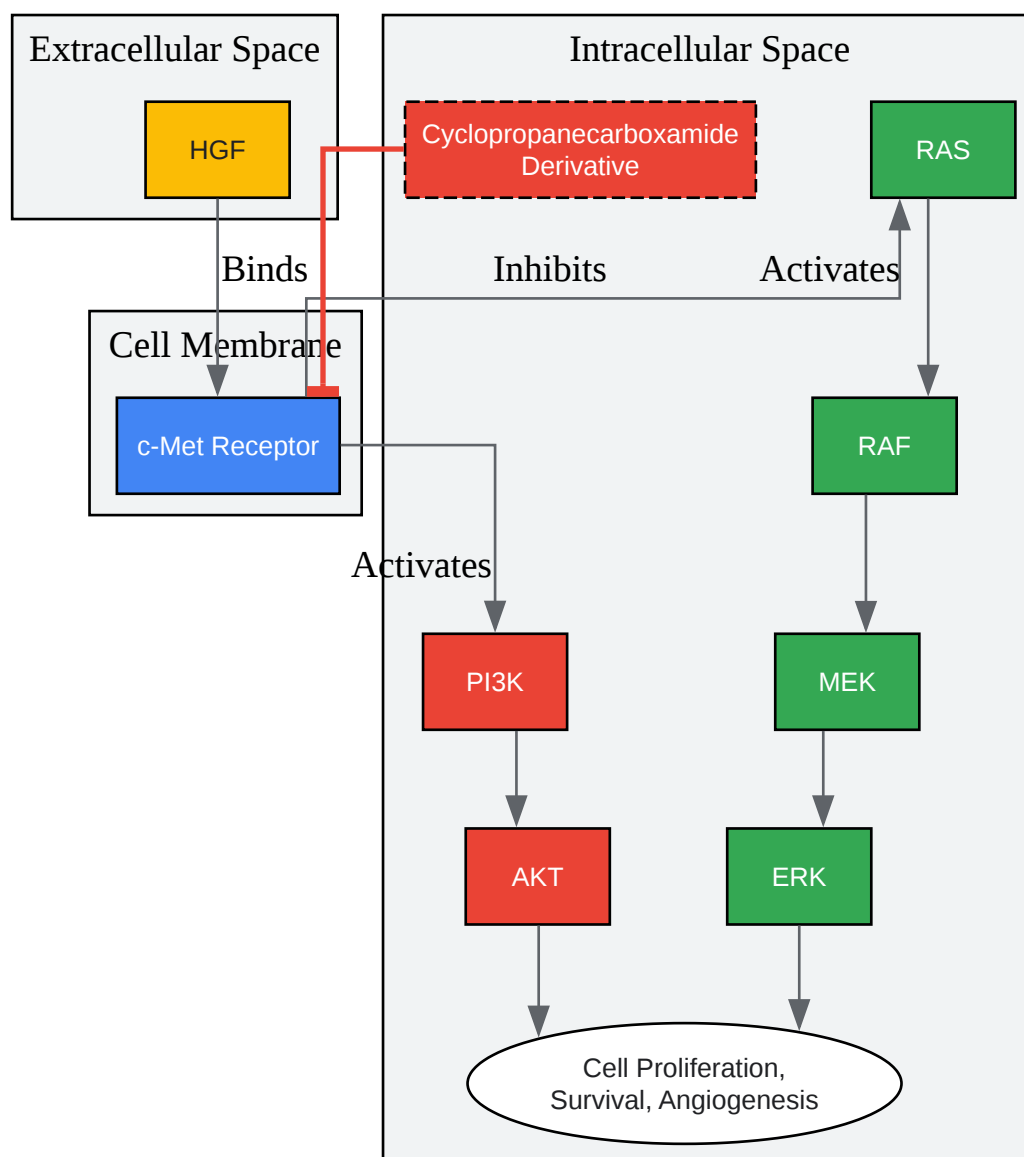 Extracellular Space
Intracellular Space
HGF
Cyclopropanecarboxamide
Derivative
RAS
Binds
Inhibits
Activates
Cell Membrane
c-Met Receptor
RAF
Activates
PI3K
MEK
AKT
ERK
Cell Proliferation,
Survival, Angiogenesis